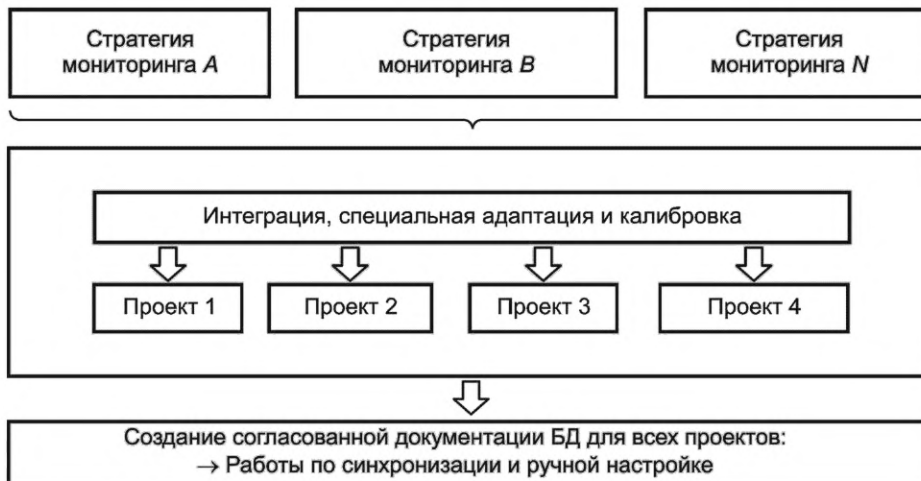 Стратегия
мониторинга A
Стратегия
мониторинга B
Стратегия
мониторинга N
Интеграция, специальная адаптация и калибровка
Проект 1
Проект 2
Проект 3
Проект 4
Создание согласованной документации БД для всех проектов:
→ Работы по синхронизации и ручной настройке